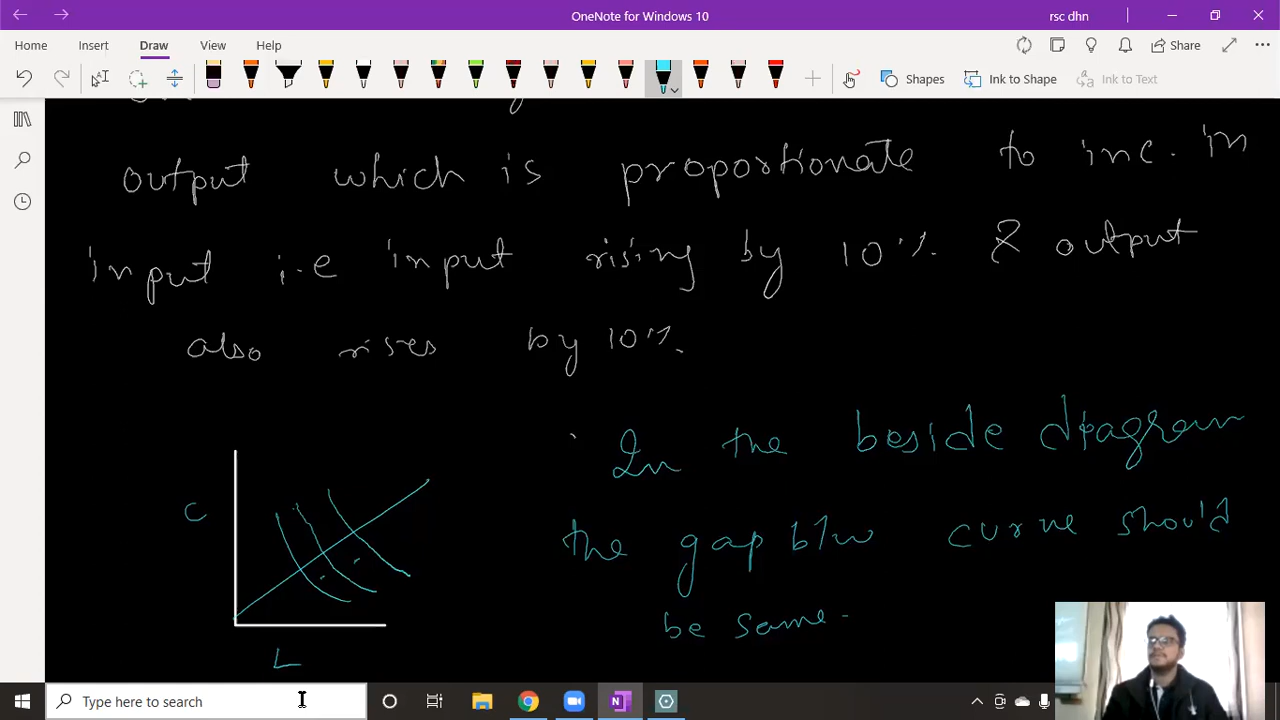 OneNote for Windows 10
rsc dhn
Home Insert Draw View Help
Share
Shapes Ink to Shape Ink to Text
output which is proportionate to inc. in
input i.e input rising by 10% & output
also rises by 10%.
In the beside diagram
the gap b/w curve should
be same.
C
L
Type here to search